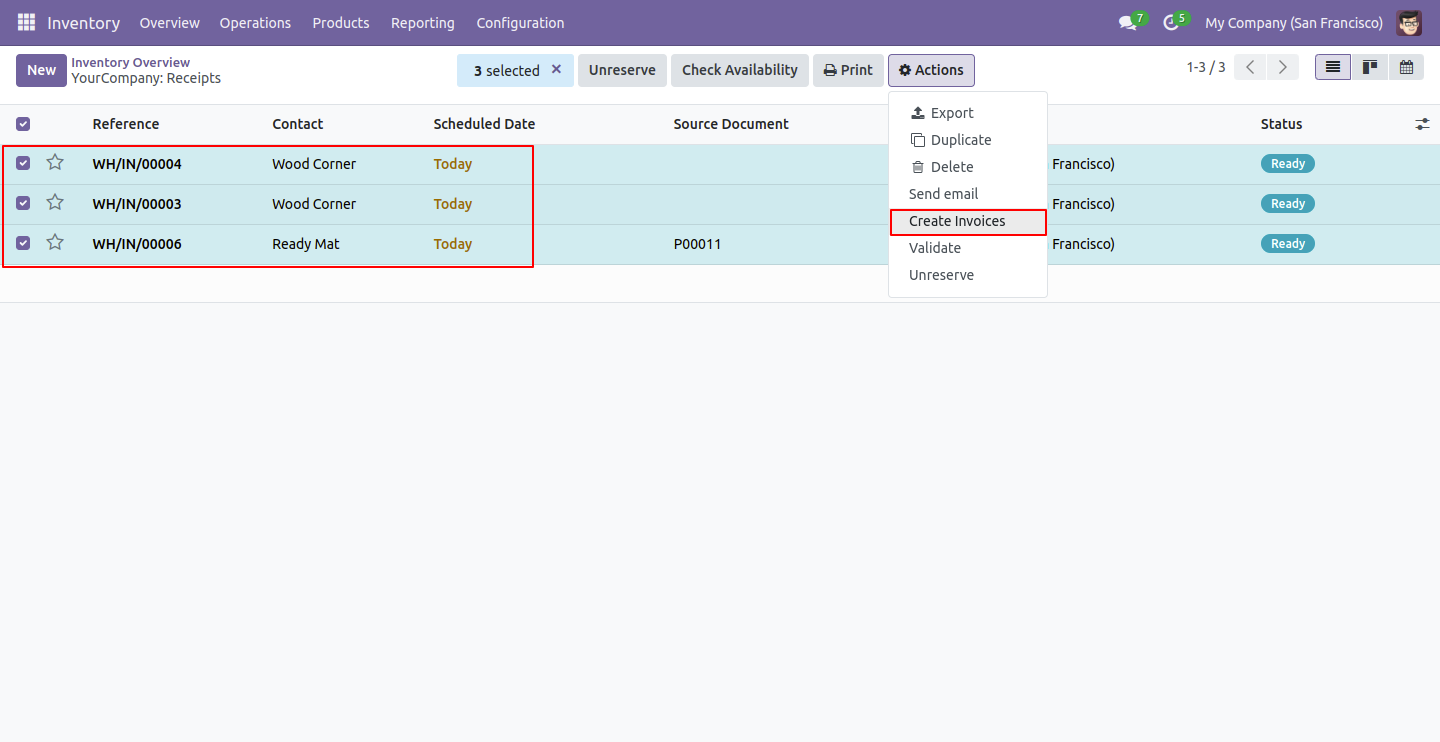 Inventory Overview Operations Products Reporting Configuration 7 5 My Company (San Francisco)
New Inventory Overview
YourCompany: Receipts
3 selected Unreserve Check Availability Print Actions 1-3 / 3
Export
Duplicate
Delete
Send email
Create Invoices
Validate
Unreserve
Reference Contact Scheduled Date Source Document Status
WH/IN/00004 Wood Corner Today Francisco) Ready
WH/IN/00003 Wood Corner Today Francisco) Ready
WH/IN/00006 Ready Mat Today P00011 Francisco) Ready